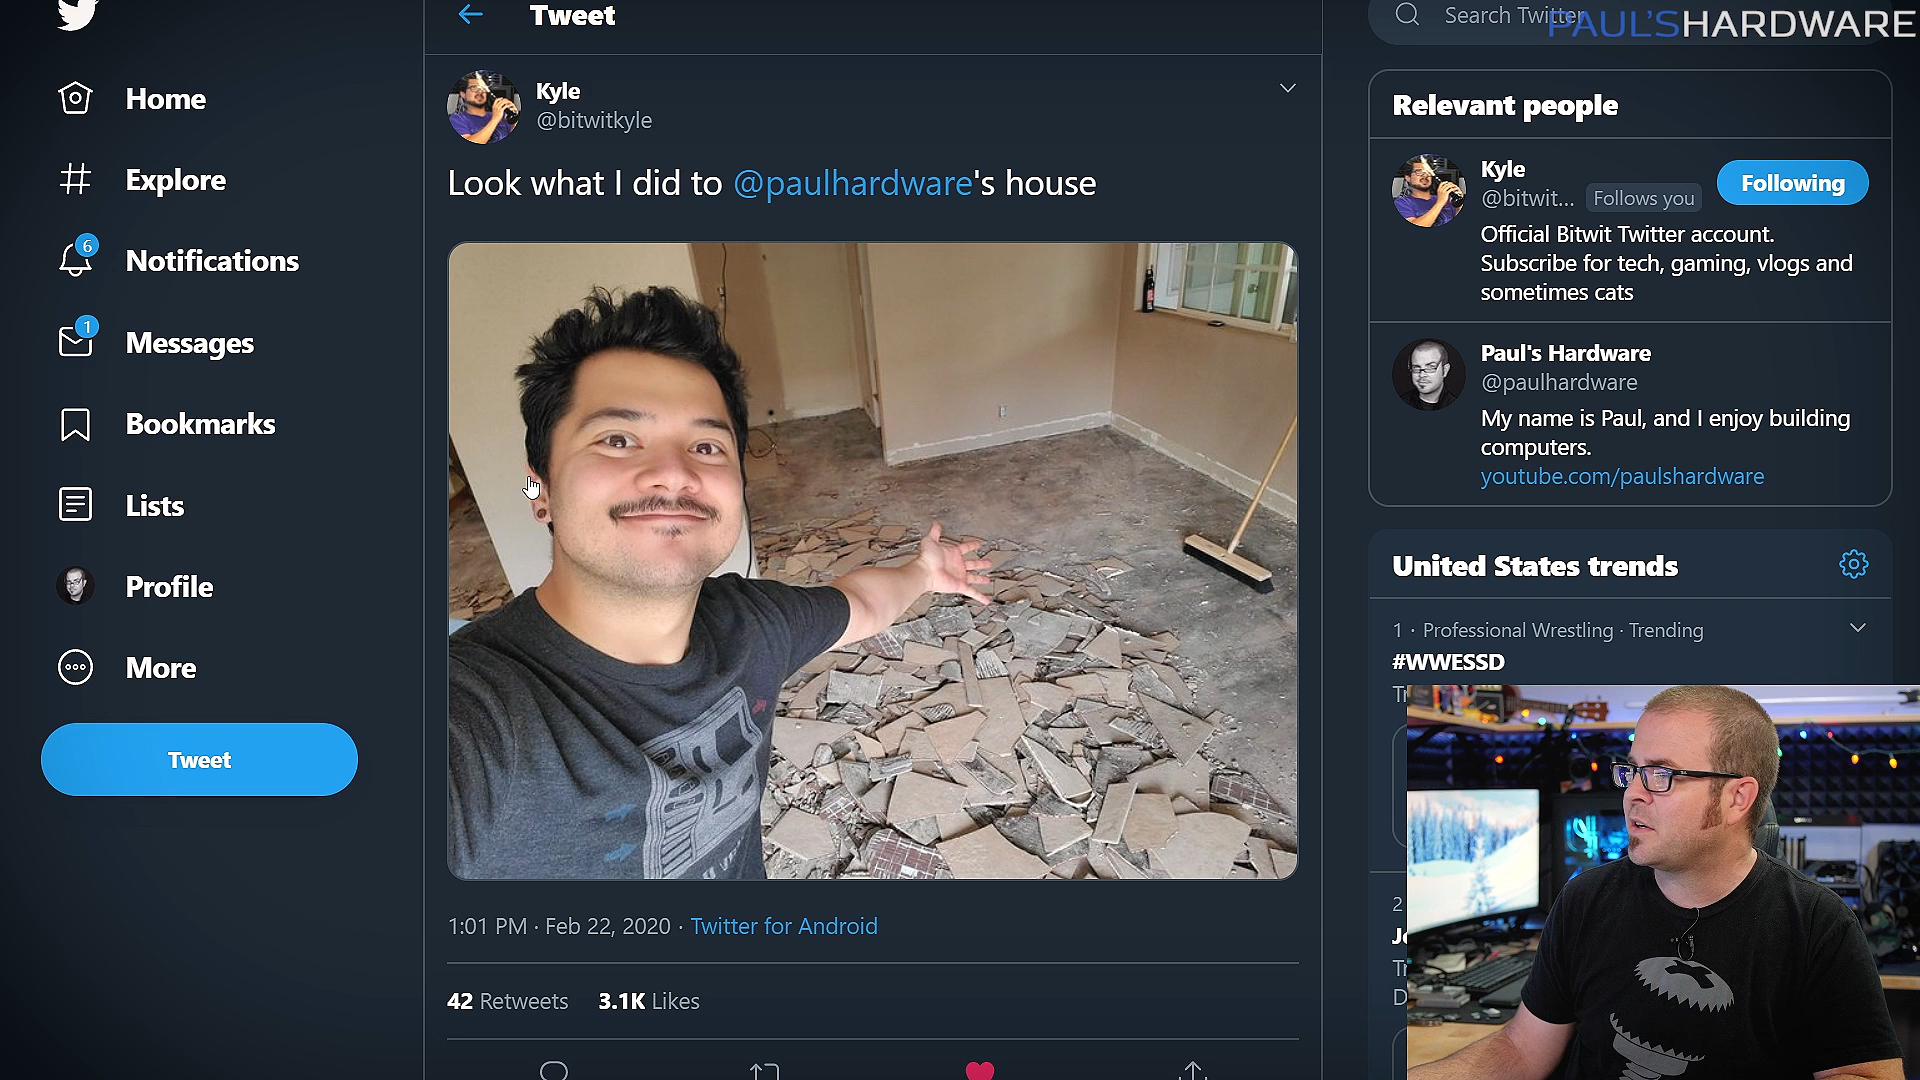 Tweet
Search Twitter
PAUL'SHARDWARE
Home
Explore
6
Notifications
1
Messages
Bookmarks
Lists
Profile
More
Tweet
Kyle
@bitwitkyle
Look what I did to @paulhardware's house
1:01 PM · Feb 22, 2020 · Twitter for Android
42 Retweets 3.1K Likes
Relevant people
Kyle
@bitwit... Follows you
Following
Official Bitwit Twitter account.
Subscribe for tech, gaming, vlogs and
sometimes cats
Paul's Hardware
@paulhardware
My name is Paul, and I enjoy building
computers.
youtube.com/paulshardware
United States trends
1 · Professional Wrestling · Trending
#WWESSD
2